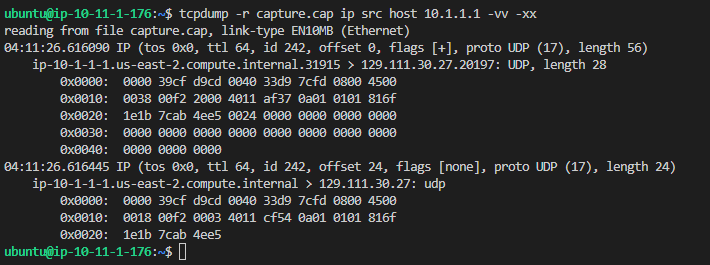 ubuntu@ip-10-11-1-176:~$ tcpdump -r capture.cap ip src host 10.1.1.1 -vv -xx
reading from file capture.cap, link-type EN10MB (Ethernet)
04:11:26.616090 IP (tos 0x0, ttl 64, id 242, offset 0, flags [+], proto UDP (17), length 56)
    ip-10-1-1-1.us-east-2.compute.internal.31915 > 129.111.30.27.20197: UDP, length 28
        0x0000:  0000 39cf d9cd 0040 33d9 7cfd 0800 4500
        0x0010:  0038 00f2 2000 4011 af37 0a01 0101 816f
        0x0020:  1e1b 7cab 4ee5 0024 0000 0000 0000 0000
        0x0030:  0000 0000 0000 0000 0000 0000 0000 0000
        0x0040:  0000 0000 0000
04:11:26.616445 IP (tos 0x0, ttl 64, id 242, offset 24, flags [none], proto UDP (17), length 24)
    ip-10-1-1-1.us-east-2.compute.internal > 129.111.30.27: udp
        0x0000:  0000 39cf d9cd 0040 33d9 7cfd 0800 4500
        0x0010:  0018 00f2 0003 4011 cf54 0a01 0101 816f
        0x0020:  1e1b 7cab 4ee5
ubuntu@ip-10-11-1-176:~$